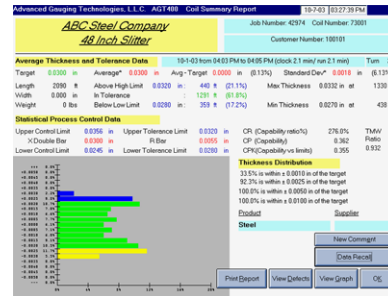 Advanced Gauging Technologies, L.L.C. AGT400 Coil Summary Report 10-7-03 03:27:39 PM
ABC Steel Company
48 Inch Slitter
Job Number: 42974 Coil Number: 73001
Customer Number: 100101
Average Thickness and Tolerance Data 10-1-03 from 04:03 PM to 04:05 PM (clock 2.1 min/ run 2.1 min) Turn
Target 0.0300 in Average* 0.0300 in Avg - Target 0.0000 in (0.13%) Standard Dev* 0.0018 in (6.13%
Length 2090 ft Above High Limit 0.0320 in : 440 ft (21.1%) Max Thickness 0.0332 in at 1330
Width 0.000 in In Tolerance : 1291 ft (61.8%)
Weight 0 lbs Below Low Limit 0.0280 in : 359 ft (17.2%) Min Thickness 0.0270 in at 438
Statistical Process Control Data
Upper Control Limit 0.0356 in Upper Tolerance Limit 0.0320 in CR (Capability ratio%) 276.0% TMW
X Double Bar 0.0300 in R Bar 0.0055 in CP (Capability) 0.362 Ratio
Lower Control Limit 0.0245 in Lower Tolerance Limit 0.0280 in CPK(Capability vs limits) 0.355 0.932
Thickness Distribution
33.5% is within ± 0.0010 in of the target
92.3% is within ± 0.0025 in of the target
100.0% is within ± 0.0050 in of the target
100.0% is within ± 0.0100 in of the target
Product Supplier
Steel
New Comment
Data Recall
Print Report View Defects View Graph OK